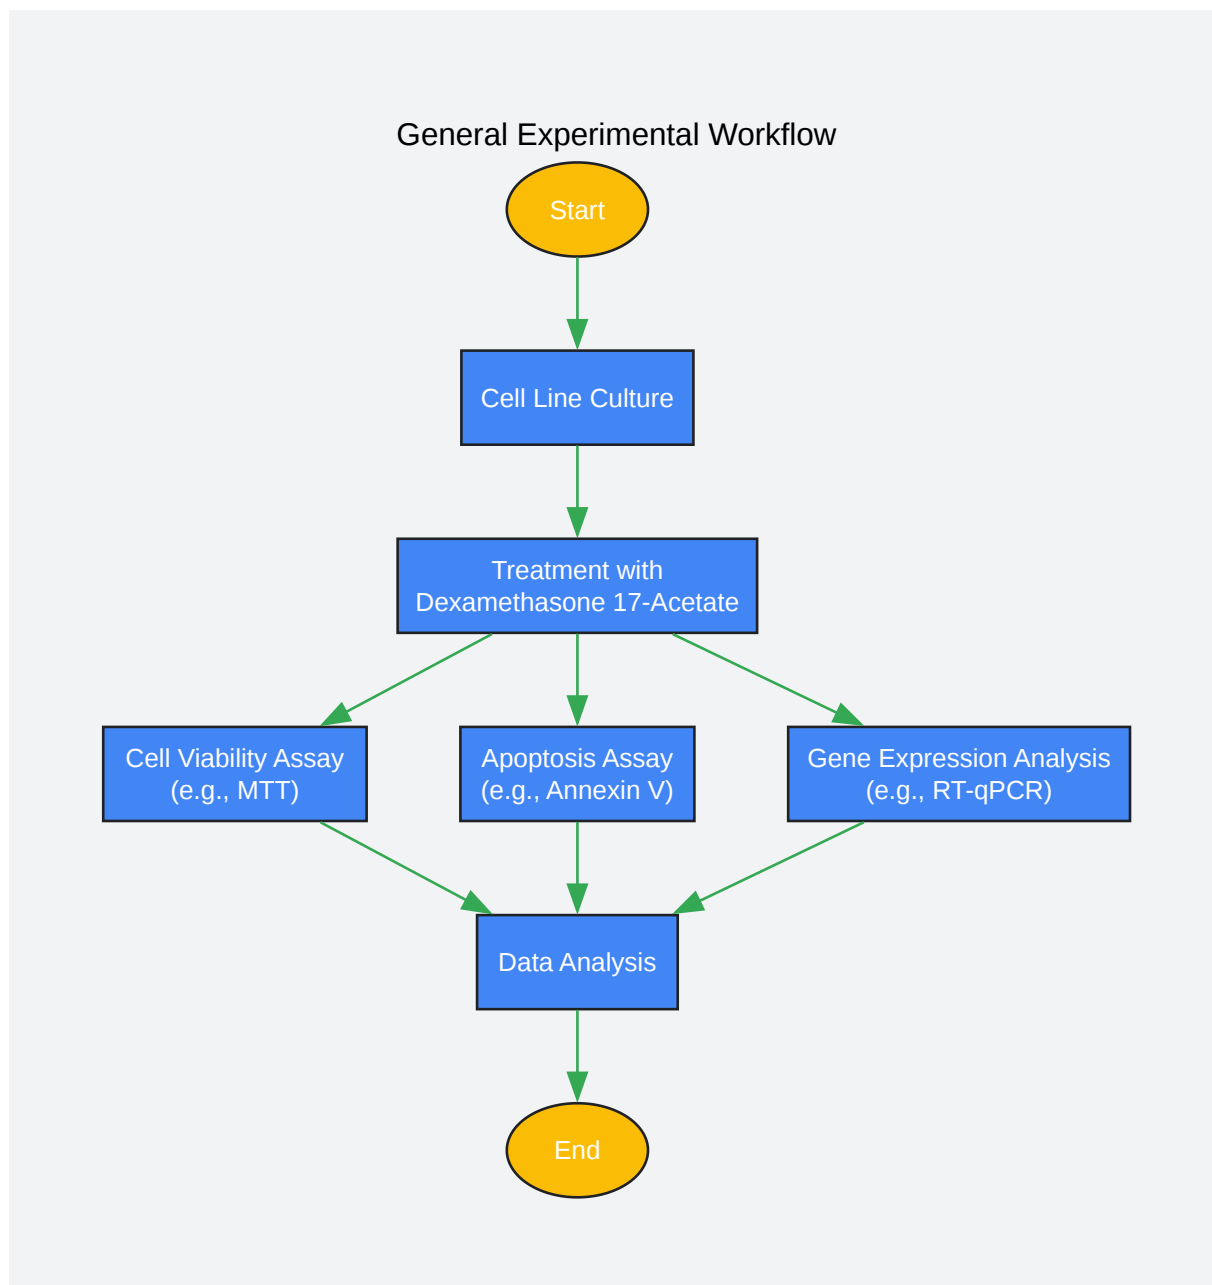 General Experimental Workflow
Start
Cell Line Culture
Treatment with
Dexamethasone 17-Acetate
Cell Viability Assay
(e.g., MTT)
Apoptosis Assay
(e.g., Annexin V)
Gene Expression Analysis
(e.g., RT-qPCR)
Data Analysis
End